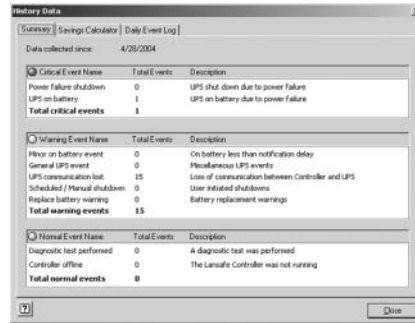 History Data
Summary Savings Calculator Daily Event Log
Data collected since: 4/28/2004
Critical Event Name Total Events Description
Power failure shutdown 0 UPS shut down due to power failure
UPS on battery 1 UPS on battery due to power failure
Total critical events 1
Warning Event Name Total Events Description
Minor on battery event 0 On battery less than notification delay
General UPS event 0 Miscellaneous UPS events
UPS communication lost 15 Loss of communication between Controller and UPS
Scheduled / Manual shutdown 0 User initiated shutdowns
Replace battery warning 0 Battery replacement warnings
Total warning events 15
Normal Event Name Total Events Description
Diagnostic test performed 0 A diagnostic test was performed
Controller offline 0 The Lansafe Controller was not running
Total normal events 0
? Close